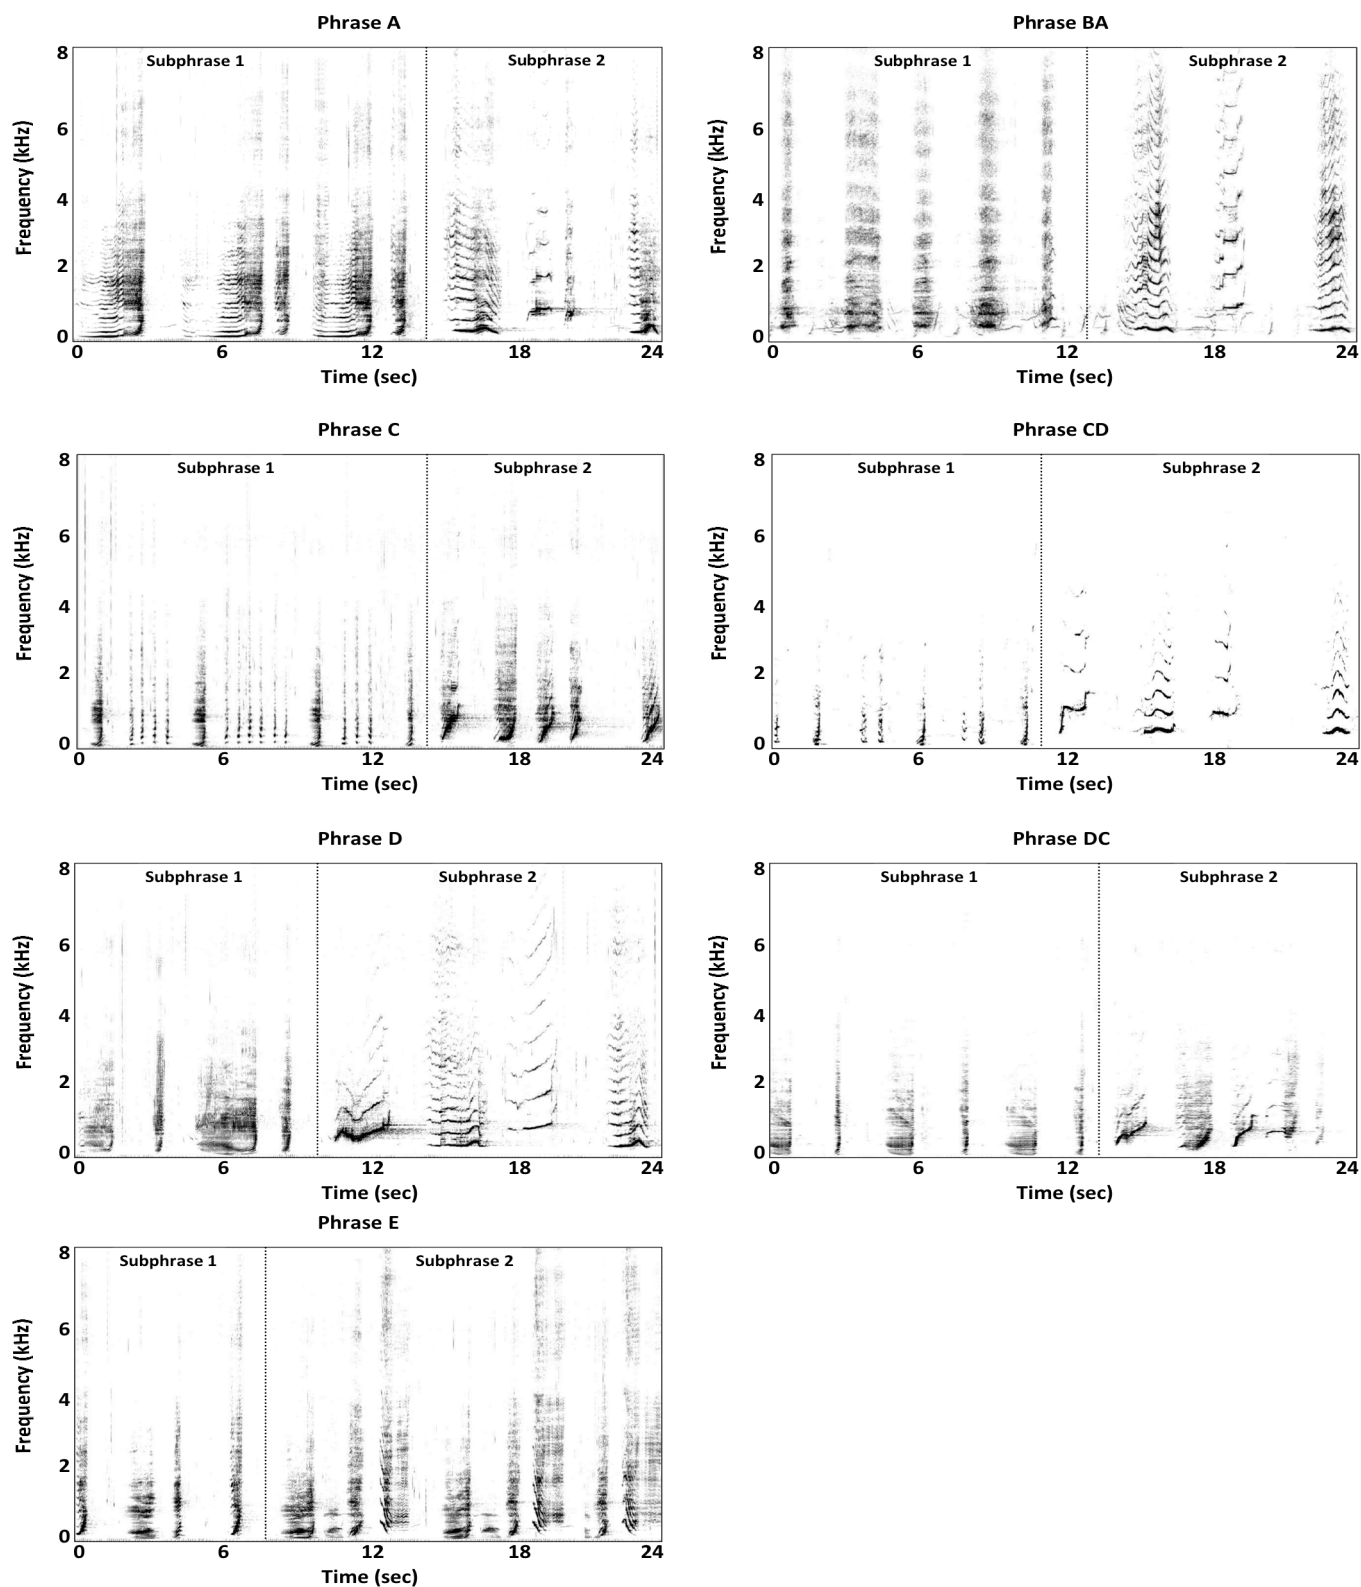 Phrase A
Subphrase 1
Subphrase 2
8
6
4
2
0
Frequency (kHz)
0 6 12 18 24
Time (sec)
Phrase BA
Subphrase 1
Subphrase 2
8
6
4
2
0
Frequency (kHz)
0 6 12 18 24
Time (sec)
Phrase C
Subphrase 1
Subphrase 2
8
6
4
2
0
Frequency (kHz)
0 6 12 18 24
Time (sec)
Phrase CD
Subphrase 1
Subphrase 2
8
6
4
2
0
Frequency (kHz)
0 6 12 18 24
Time (sec)
Phrase D
Subphrase 1
Subphrase 2
8
6
4
2
0
Frequency (kHz)
0 6 12 18 24
Time (sec)
Phrase DC
Subphrase 1
Subphrase 2
8
6
4
2
0
Frequency (kHz)
0 6 12 18 24
Time (sec)
Phrase E
Subphrase 1
Subphrase 2
8
6
4
2
0
Frequency (kHz)
0 6 12 18 24
Time (sec)